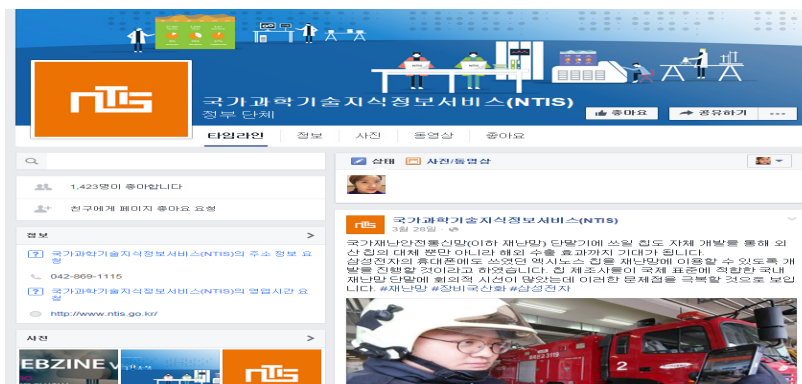 nTis
국가과학기술지식정보서비스(NTIS)
정부 단체
좋아요
공유하기
타임라인 정보 사진 동영상 좋아요
1,423명이 좋아합니다
친구에게 페이지 좋아요 요청
정보
국가과학기술지식정보서비스(NTIS)의 주소 정보 요
청
042-869-1115
국가과학기술지식정보서비스(NTIS)의 영업시간 요
청
http://www.ntis.go.kr/
사진
EBZINE
nTis
상태 사진/동영상
nTis
국가과학기술지식정보서비스(NTIS)
3월 28일
국가재난안전통신망(이하 재난망) 단말기에 쓰일 칩도 자체 개발을 통해 외
산 칩의 대체 뿐만 아니라 해외 수출 효과까지 기대가 됩니다.
삼성전자의 휴대폰에도 쓰였던 엑시노스 칩을 재난망에 이용할 수 있도록 개
발을 진행할 것이라고 하였습니다. 칩 제조사들이 국제 표준에 적합한 국내
재난망 단말에 회의적 시선이 많았는데 이러한 문제점을 극복할 것으로 보입
니다. #재난망 #장비국산화 #삼성전자
2